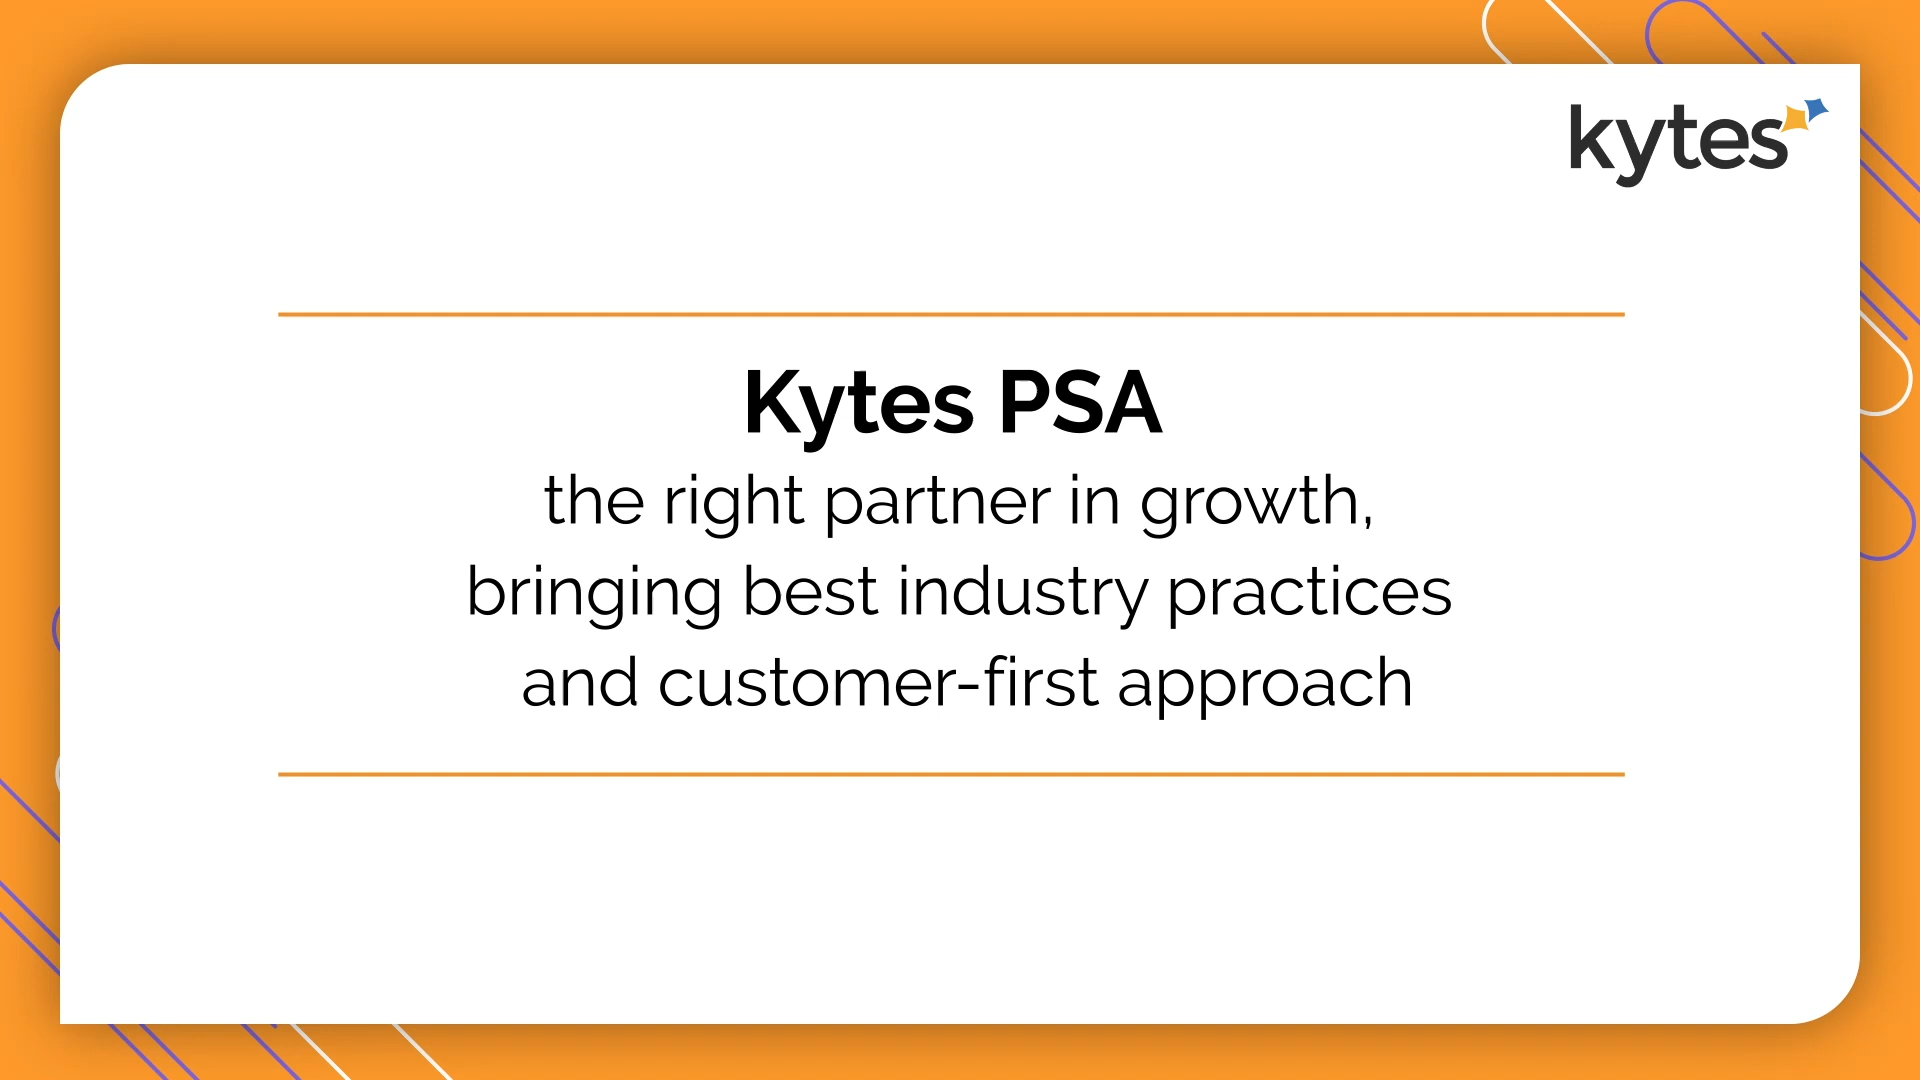 kytes
Kytes PSA
the right partner in growth,
bringing best industry practices
and customer-first approach